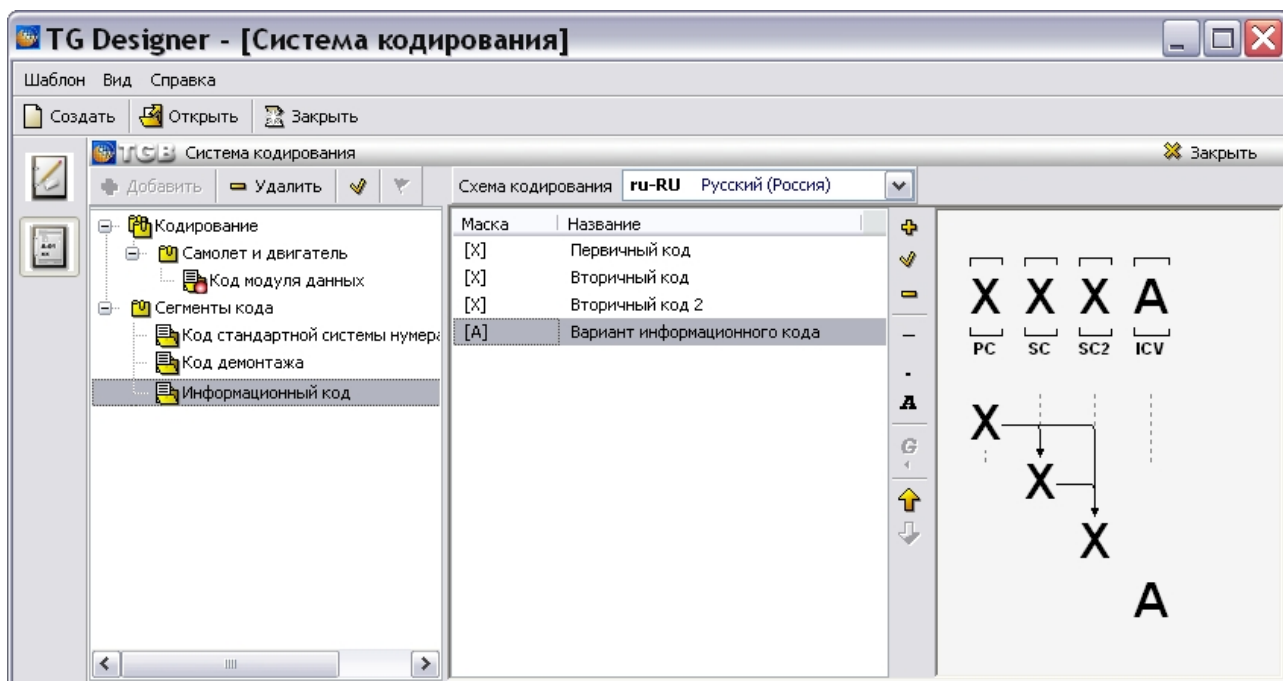 TG Designer - [Система кодирования]
Шаблон Вид Справка
Создать Открыть Закрыть
TGB Система кодирования Закрыть
Добавить Удалить Схема кодирования ru-RU Русский (Россия)
Кодирование
Самолет и двигатель
Код модуля данных
Сегменты кода
Код стандартной системы нумера
Код демонтажа
Информационный код
Маска Название
[X] Первичный код
[X] Вторичный код
[X] Вторичный код 2
[A] Вариант информационного кода
-
.
A
G
X X X A
PC SC SC2 ICV
X
X
X
A